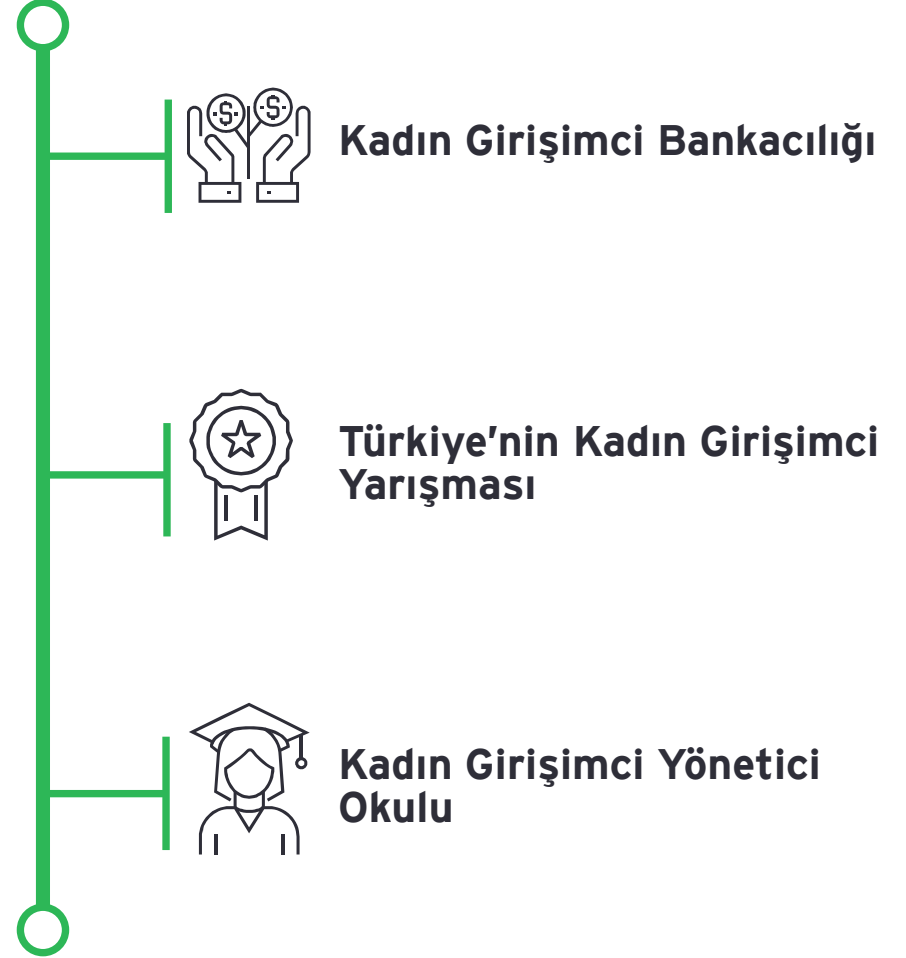 Kadın Girişimci Bankacılığı
Türkiye'nin Kadın Girişimci
Yarışması
Kadın Girişimci Yönetici
Okulu